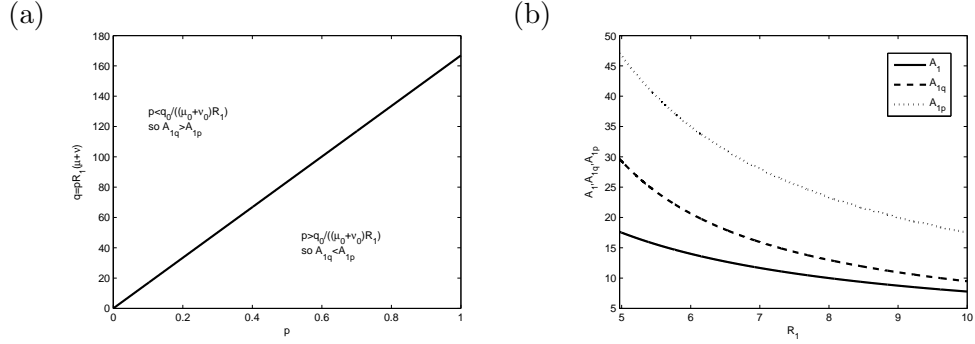 (a)
180
160
140
120
100
80
60
40
20
0
q=pR₁(μ+ν)
p<q₀/((μ₀+ν₀)R₁)
so A₁q>A₁p
p>q₀/((μ₀+ν₀)R₁)
so A₁q<A₁p
0 0.2 0.4 0.6 0.8 1
p
(b)
50
45
40
35
30
25
20
15
10
5
A₁,A₁q,A₁p
A₁
A₁q
A₁p
5 6 7 8 9 10
R₁